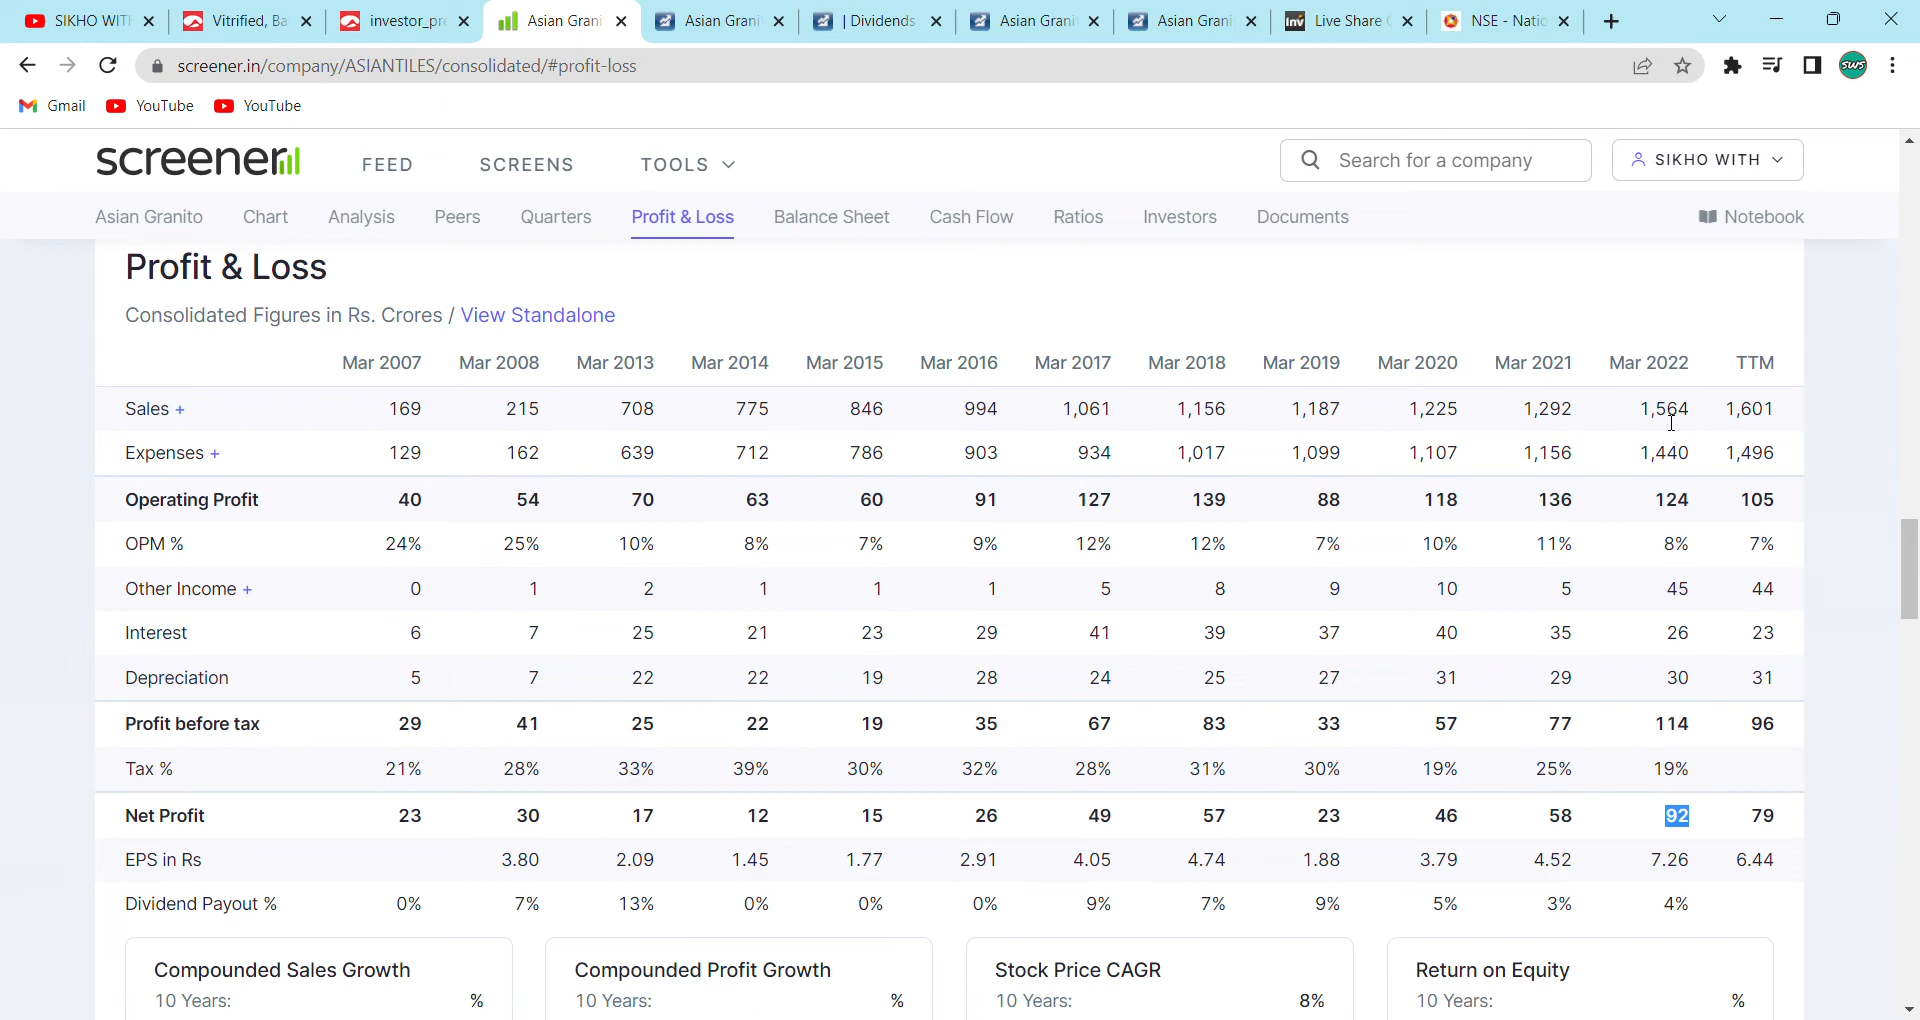 SIKHO WITH
Vitrified, Ba
investor_pre
Asian Grani
Asian Grani
| Dividends
Asian Grani
Asian Grani
Live Share C
NSE - Natio
screener.in/company/ASIANTILES/consolidated/#profit-loss
SWS
Gmail YouTube YouTube
screener FEED SCREENS TOOLS Search for a company SIKHO WITH
Asian Granito Chart Analysis Peers Quarters Profit & Loss Balance Sheet Cash Flow Ratios Investors Documents Notebook
Profit & Loss
Consolidated Figures in Rs. Crores / View Standalone
Mar 2007 Mar 2008 Mar 2013 Mar 2014 Mar 2015 Mar 2016 Mar 2017 Mar 2018 Mar 2019 Mar 2020 Mar 2021 Mar 2022 TTM
Sales + 169 215 708 775 846 994 1,061 1,156 1,187 1,225 1,292 1,564 1,601
Expenses + 129 162 639 712 786 903 934 1,017 1,099 1,107 1,156 1,440 1,496
Operating Profit 40 54 70 63 60 91 127 139 88 118 136 124 105
OPM % 24% 25% 10% 8% 7% 9% 12% 12% 7% 10% 11% 8% 7%
Other Income + 0 1 2 1 1 1 5 8 9 10 5 45 44
Interest 6 7 25 21 23 29 41 39 37 40 35 26 23
Depreciation 5 7 22 22 19 28 24 25 27 31 29 30 31
Profit before tax 29 41 25 22 19 35 67 83 33 57 77 114 96
Tax % 21% 28% 33% 39% 30% 32% 28% 31% 30% 19% 25% 19%
Net Profit 23 30 17 12 15 26 49 57 23 46 58 92 79
EPS in Rs 3.80 2.09 1.45 1.77 2.91 4.05 4.74 1.88 3.79 4.52 7.26 6.44
Dividend Payout % 0% 7% 13% 0% 0% 0% 9% 7% 9% 5% 3% 4%
Compounded Sales Growth Compounded Profit Growth Stock Price CAGR Return on Equity
10 Years: % 10 Years: % 10 Years: 8% 10 Years: %